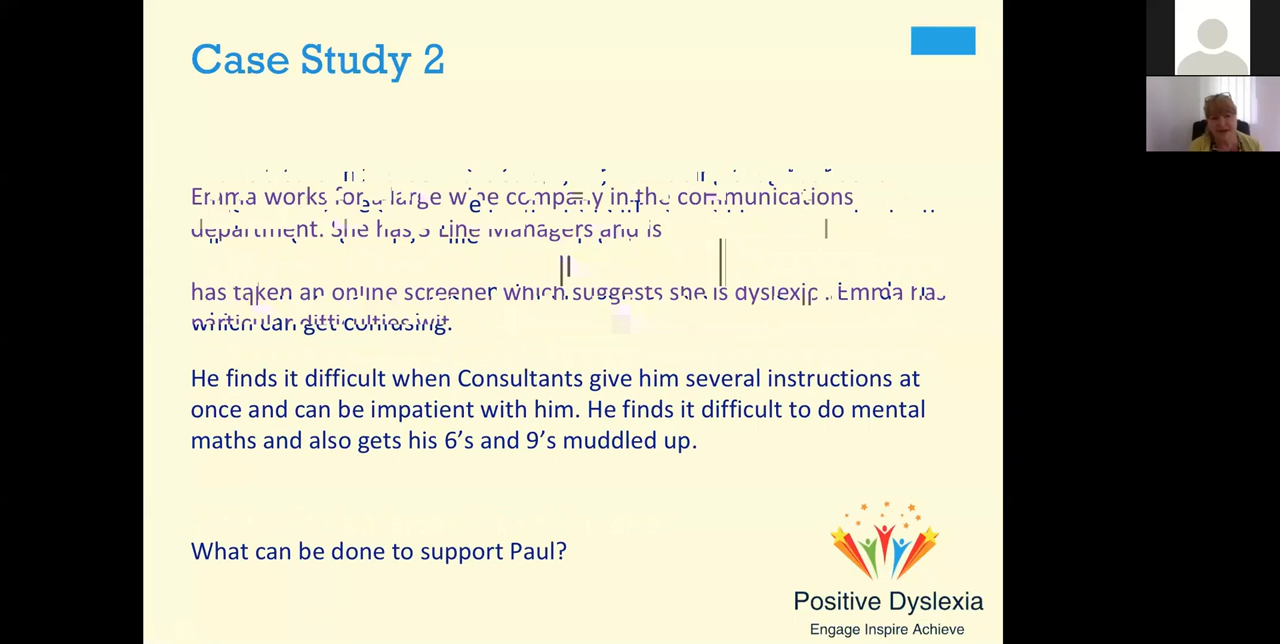 Case Study 2
Emma works for a large wine company in the communications
department. She has 3 Line Managers and is
has taken an online screener which suggests she is dyslexic . Emma has
which can get confusing.
He finds it difficult when Consultants give him several instructions at
once and can be impatient with him. He finds it difficult to do mental
maths and also gets his 6's and 9's muddled up.
What can be done to support Paul?
Positive Dyslexia
Engage Inspire Achieve